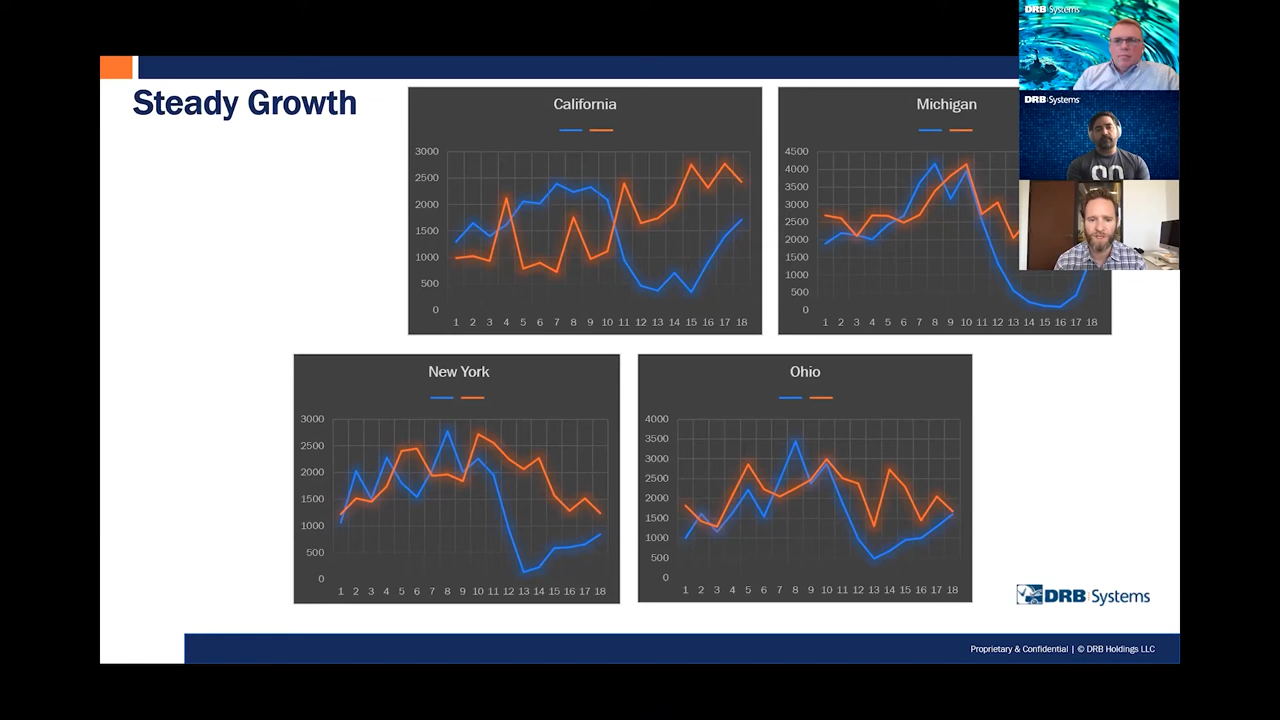 DRB Systems
DRB Systems
Steady Growth
California
3000
2500
2000
1500
1000
500
0
1 2 3 4 5 6 7 8 9 10 11 12 13 14 15 16 17 18
Michigan
4500
4000
3500
3000
2500
2000
1500
1000
500
0
1 2 3 4 5 6 7 8 9 10 11 12 13 14 15 16 17 18
New York
3000
2500
2000
1500
1000
500
0
1 2 3 4 5 6 7 8 9 10 11 12 13 14 15 16 17 18
Ohio
4000
3500
3000
2500
2000
1500
1000
500
0
1 2 3 4 5 6 7 8 9 10 11 12 13 14 15 16 17 18
DRB Systems
Proprietary & Confidential | © DRB Holdings LLC